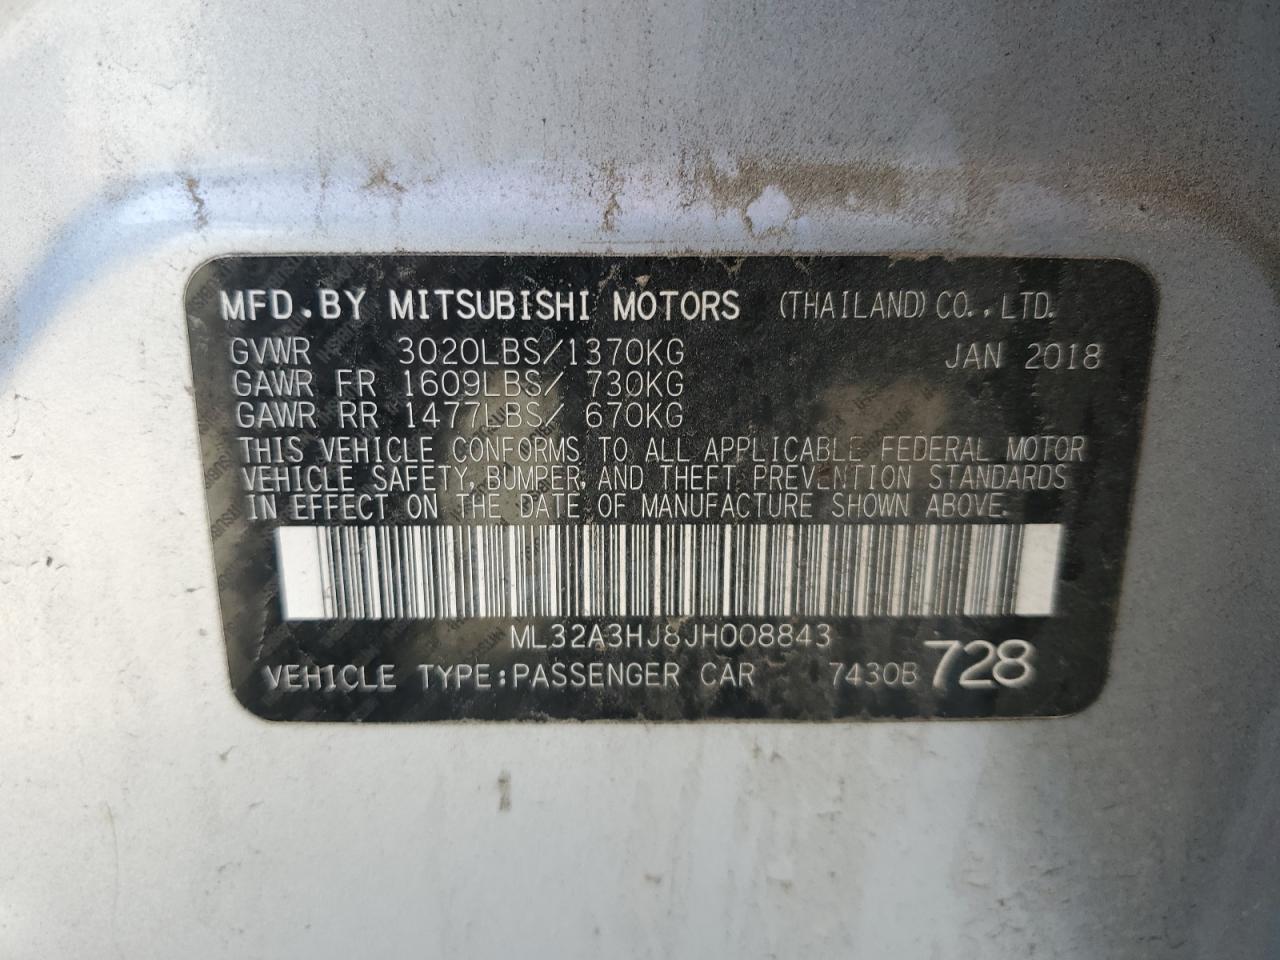 MFD.BY MITSUBISHI MOTORS (THAILAND)CO.,LTD.
GVWR 3020LBS/1370KG JAN 2018
GAWR FR 1609LBS/ 730KG
GAWR RR 1477LBS/ 670KG
THIS VEHICLE CONFORMS TO ALL APPLICABLE FEDERAL MOTOR
VEHICLE SAFETY, BUMPER, AND THEFT PREVENTION STANDARDS
IN EFFECT ON THE DATE OF MANUFACTURE SHOWN ABOVE.
ML32A3HJ8JH008843
VEHICLE TYPE:PASSENGER CAR 7430B 728